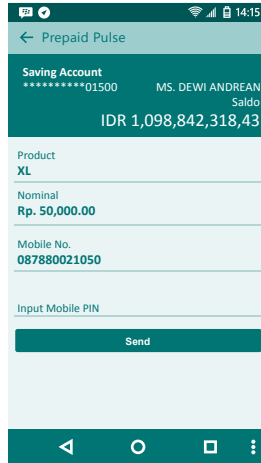 14:15
← Prepaid Pulse
Saving Account
**********01500 MS. DEWI ANDREAN
Saldo
IDR 1,098,842,318,43
Product
XL
Nominal
Rp. 50,000.00
Mobile No.
087880021050
Input Mobile PIN
Send